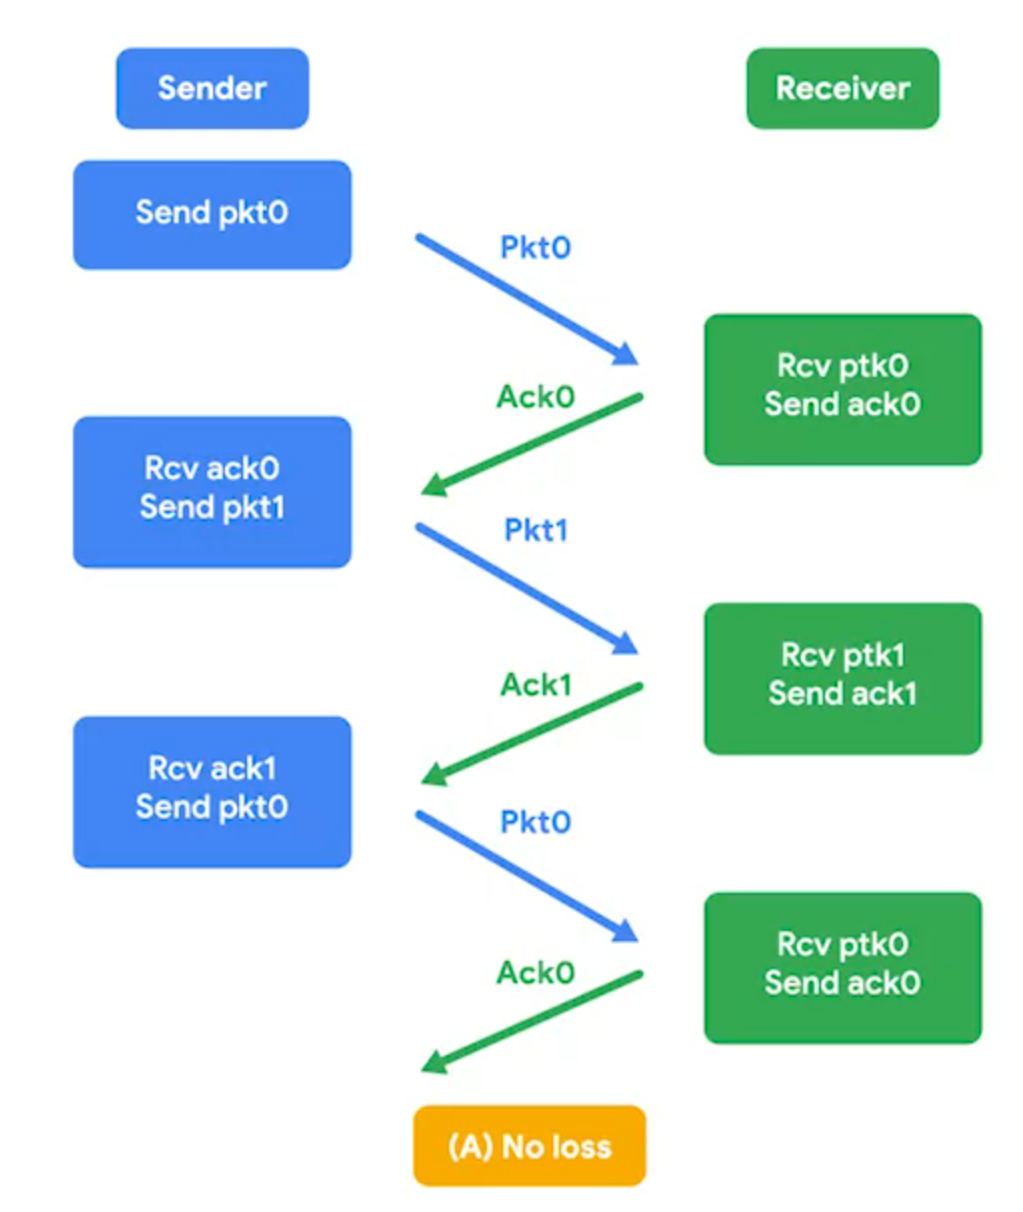 Sender
Receiver
Send pkt0
Pkt0
Rcv ptk0
Send ack0
Ack0
Rcv ack0
Send pkt1
Pkt1
Rcv ptk1
Send ack1
Ack1
Rcv ack1
Send pkt0
Pkt0
Rcv ptk0
Send ack0
Ack0
(A) No loss